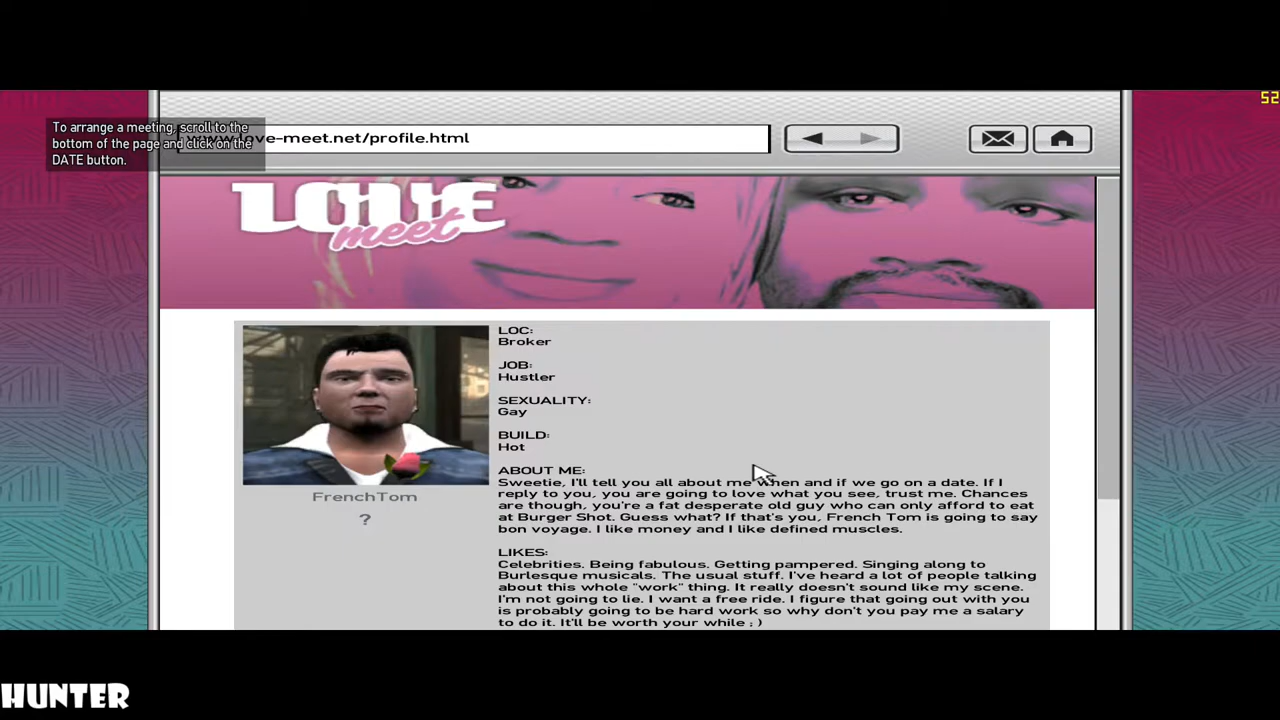 52
To arrange a meeting, scroll to the
bottom of the page and click on the
DATE button.
ve-meet.net/profile.html
LOVE
meet
LOC:
Broker
JOB:
Hustler
SEXUALITY:
Gay
BUILD:
Hot
ABOUT ME:
Sweetie, I'll tell you all about me when and if we go on a date. If I
reply to you, you are going to love what you see, trust me. Chances
are though, you're a fat desperate old guy who can only afford to eat
at Burger Shot. Guess what? If that's you, French Tom is going to say
bon voyage. I like money and I like defined muscles.
FrenchTom
?
LIKES:
Celebrities. Being fabulous. Getting pampered. Singing along to
Burlesque musicals. The usual stuff. I've heard a lot of people talking
about this whole "work" thing. It really doesn't sound like my scene.
I'm not going to lie. I want a free ride. I figure that going out with you
is probably going to be hard work so why don't you pay me a salary
to do it. It'll be worth your while ; )
HUNTER